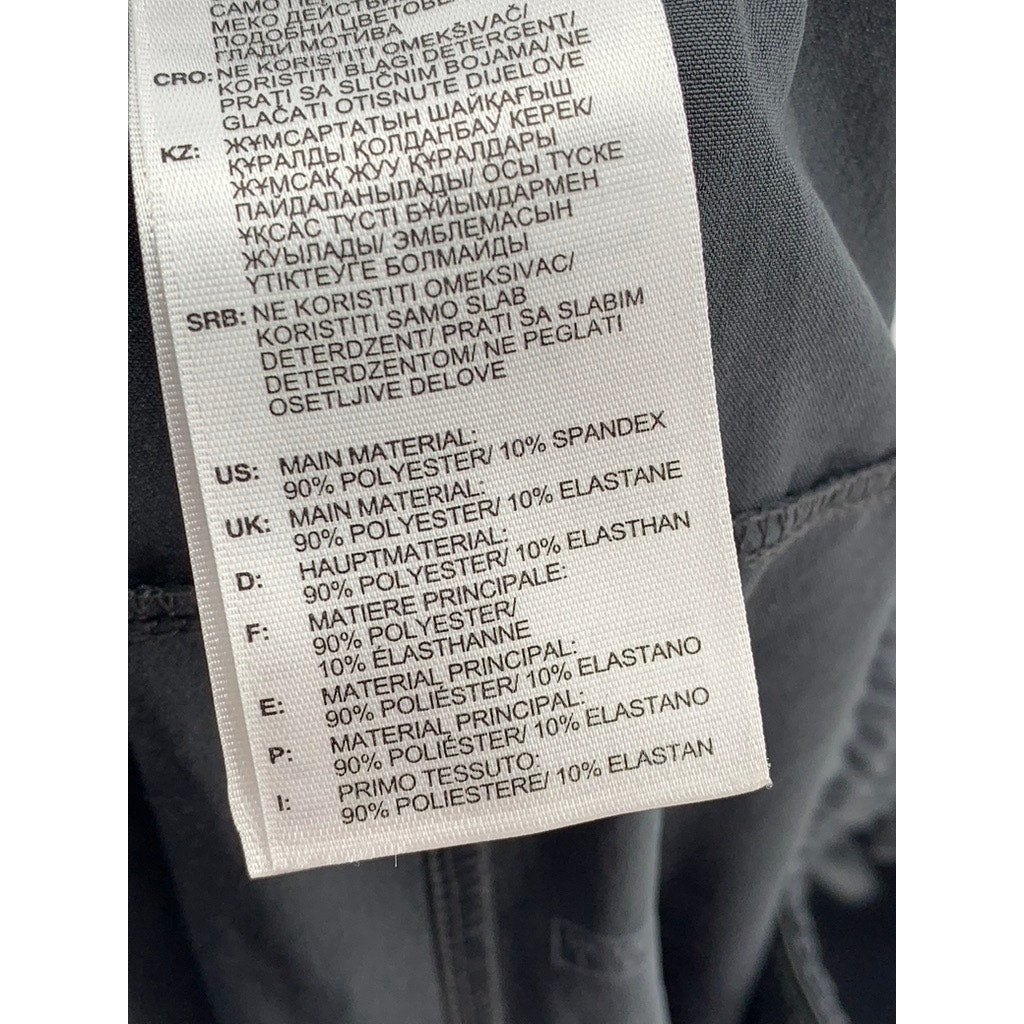 САМО ПЕ
МЕКО ДЕЙСТВИ
ПОДОБНИ ЦВЕТОВЕ
ГЛАДИ МОТИВА
CRO: NE KORISTITI OMEKŠIVAČ/
KORISTITI BLAGI DETERGENT/
PRATI SA SLIČNIM BOJAMA/ NE
GLAČATI OTISNUTE DIJELOVE
KZ: ЖҰМСАРТАТЫН ШАЙҚАҒЫШ
ҚҰРАЛДЫ ҚОЛДАНБАУ КЕРЕК/
ЖҰМСАҚ ЖУУ ҚҰРАЛДАРЫ
ПАЙДАЛАНЫЛАДЫ/ ОСЫ ТҮСКЕ
ҰҚСАС ТҮСТІ БҰЙЫМДАРМЕН
ЖУЫЛАДЫ/ ЭМБЛЕМАСЫН
ҮТІКТЕУГЕ БОЛМАЙДЫ
SRB: NE KORISTITI OMEKSIVAC/
KORISTITI SAMO SLAB
DETERDZENT/ PRATI SA SLABIM
DETERDZENTOM/ NE PEGLATI
OSETLJIVE DELOVE
US: MAIN MATERIAL:
90% POLYESTER/ 10% SPANDEX
UK: MAIN MATERIAL:
90% POLYESTER/ 10% ELASTANE
D: HAUPTMATERIAL:
90% POLYESTER/ 10% ELASTHAN
F: MATIERE PRINCIPALE:
90% POLYESTER/
10% ÉLASTHANNE
E: MATERIAL PRINCIPAL:
90% POLIÉSTER/ 10% ELASTANO
P: MATERIAL PRINCIPAL:
90% POLIÉSTER/ 10% ELASTANO
I: PRIMO TESSUTO:
90% POLIESTERE/ 10% ELASTAN